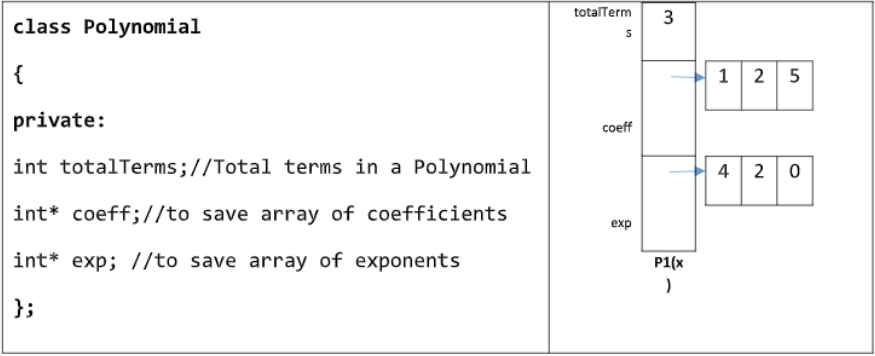 class Polynomial
{
private:
int totalTerms;//Total terms in a Polynomial
int* coeff;//to save array of coefficients
int* exp; //to save array of exponents
};
totalTerm
s
3
1 2 5
coeff
4 2 0
exp
P1(x
)